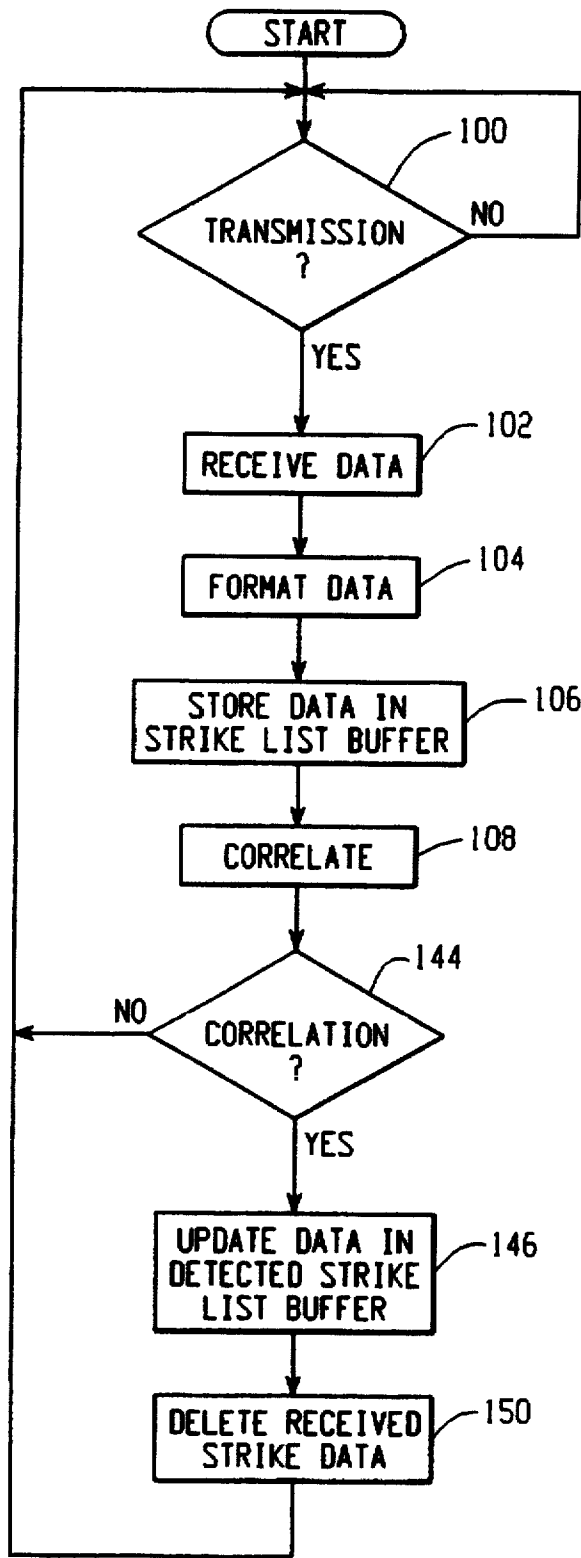 START
100
TRANSMISSION
?
NO
YES
102
RECEIVE DATA
104
FORMAT DATA
STORE DATA IN
STRIKE LIST BUFFER
106
108
CORRELATE
144
NO
CORRELATION
?
YES
UPDATE DATA IN
DETECTED STRIKE
LIST BUFFER
146
DELETE RECEIVED
STRIKE DATA
150